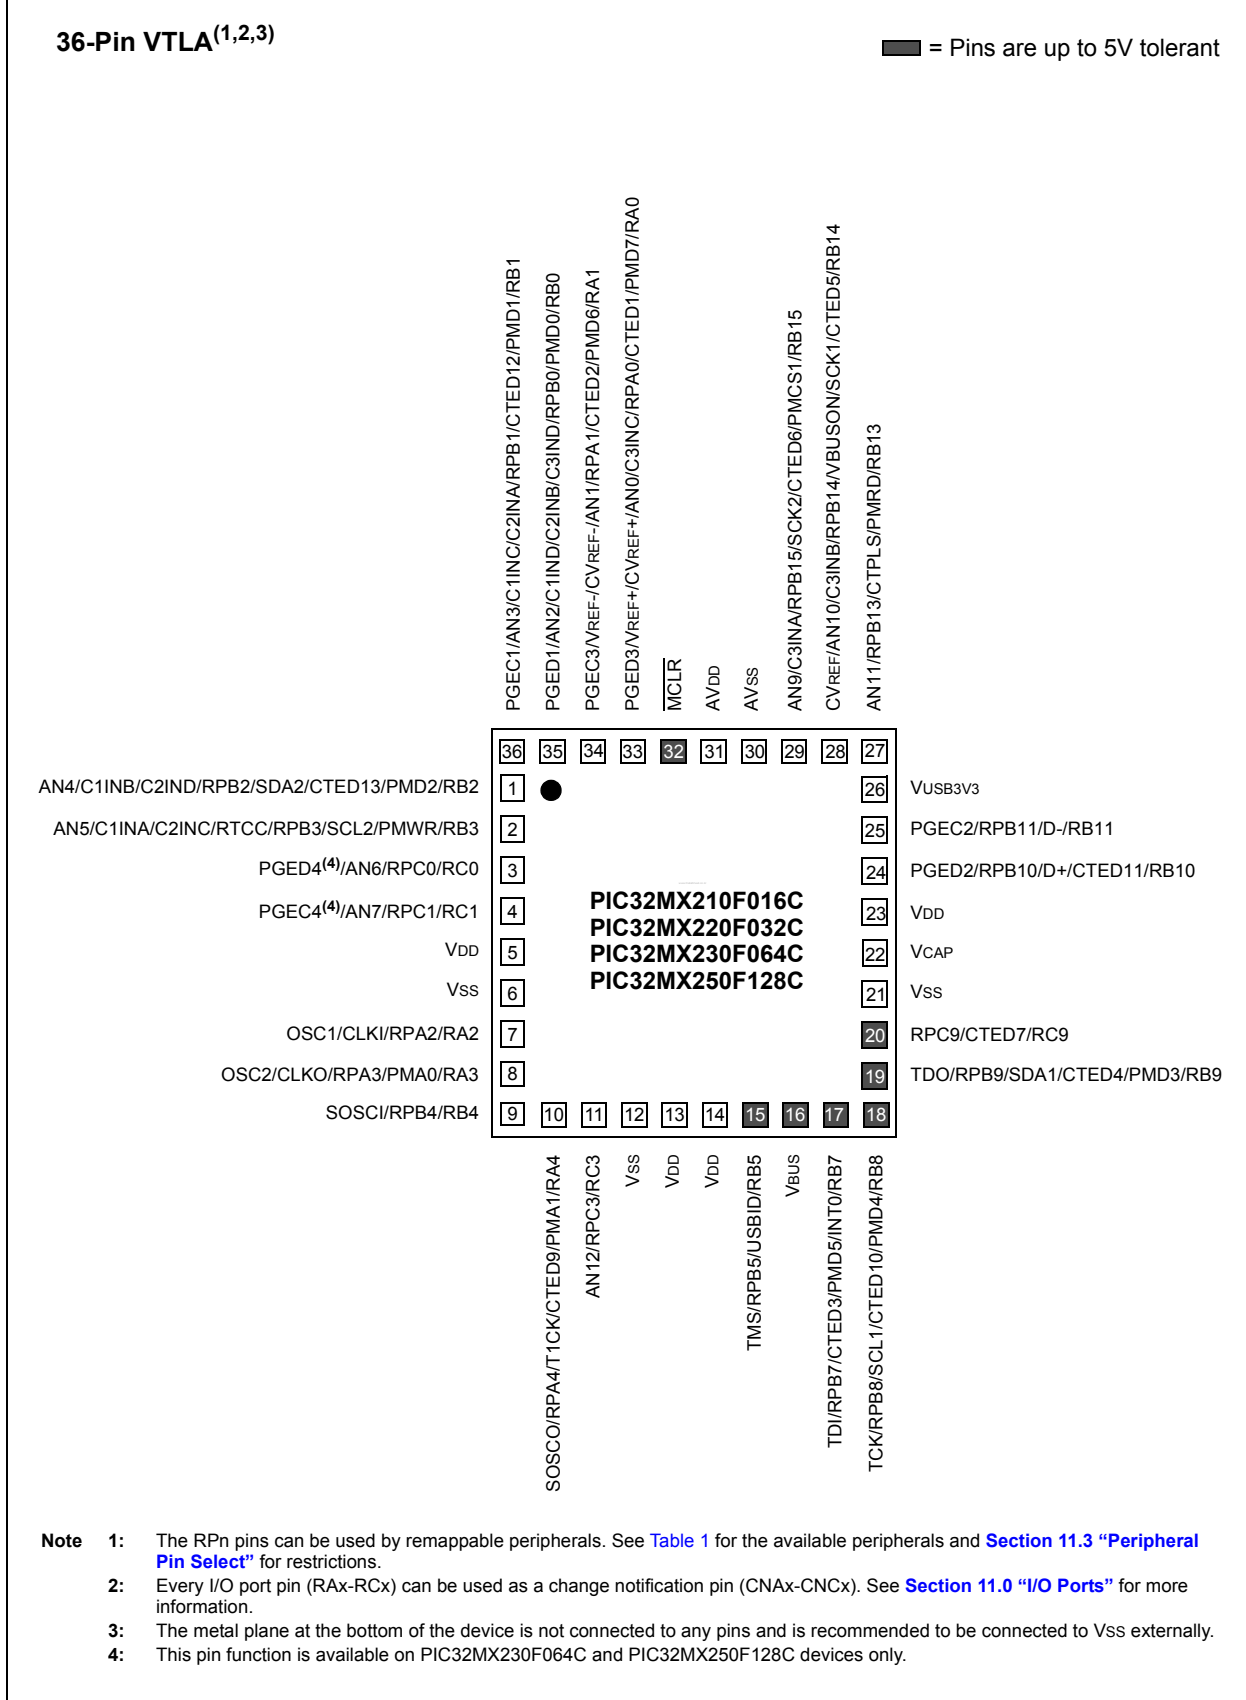 36-Pin VTLA(1,2,3)
= Pins are up to 5V tolerant
PGEC1/AN3/C1INC/C2INA/RPB1/CTED12/PMD1/RB1
PGED1/AN2/C1IND/C2INB/C3IND/RPB0/PMD0/RB0
PGEC3/VREF-/CVREF-/AN1/RPA1/CTED2/PMD6/RA1
PGED3/VREF+/CVREF+/AN0/C3INC/RPA0/CTED1/PMD7/RA0
MCLR
AVDD
AVSS
AN9/C3INA/RPB15/SCK2/CTED6/PMCS1/RB15
CVREF/AN10/C3INB/RPB14/VBUSON/SCK1/CTED5/RB14
AN11/RPB13/CTPLS/PMRD/RB13
36 35 34 33 32 31 30 29 28 27
AN4/C1INB/C2IND/RPB2/SDA2/CTED13/PMD2/RB2 1 26 VUSB3V3
AN5/C1INA/C2INC/RTCC/RPB3/SCL2/PMWR/RB3 2 25 PGEC2/RPB11/D-/RB11
PGED4(4)/AN6/RPC0/RC0 3 24 PGED2/RPB10/D+/CTED11/RB10
PIC32MX210F016C
PGEC4(4)/AN7/RPC1/RC1 4 23 VDD
PIC32MX220F032C
PIC32MX230F064C
VDD 5 22 VCAP
PIC32MX250F128C
VSS 6 21 VSS
OSC1/CLKI/RPA2/RA2 7 20 RPC9/CTED7/RC9
OSC2/CLKO/RPA3/PMA0/RA3 8 19 TDO/RPB9/SDA1/CTED4/PMD3/RB9
SOSCI/RPB4/RB4 9 10 11 12 13 14 15 16 17 18
SOSCO/RPA4/T1CK/CTED9/PMA1/RA4
AN12/RPC3/RC3
VSS
VDD
VDD
TMS/RPB5/USBID/RB5
VBUS
TDI/RPB7/CTED3/PMD5/INT0/RB7
TCK/RPB8/SCL1/CTED10/PMD4/RB8
Note 1: The RPn pins can be used by remappable peripherals. See Table 1 for the available peripherals and Section 11.3 “Peripheral
Pin Select” for restrictions.
2: Every I/O port pin (RAx-RCx) can be used as a change notification pin (CNAx-CNCx). See Section 11.0 “I/O Ports” for more
information.
3: The metal plane at the bottom of the device is not connected to any pins and is recommended to be connected to VSS externally.
4: This pin function is available on PIC32MX230F064C and PIC32MX250F128C devices only.